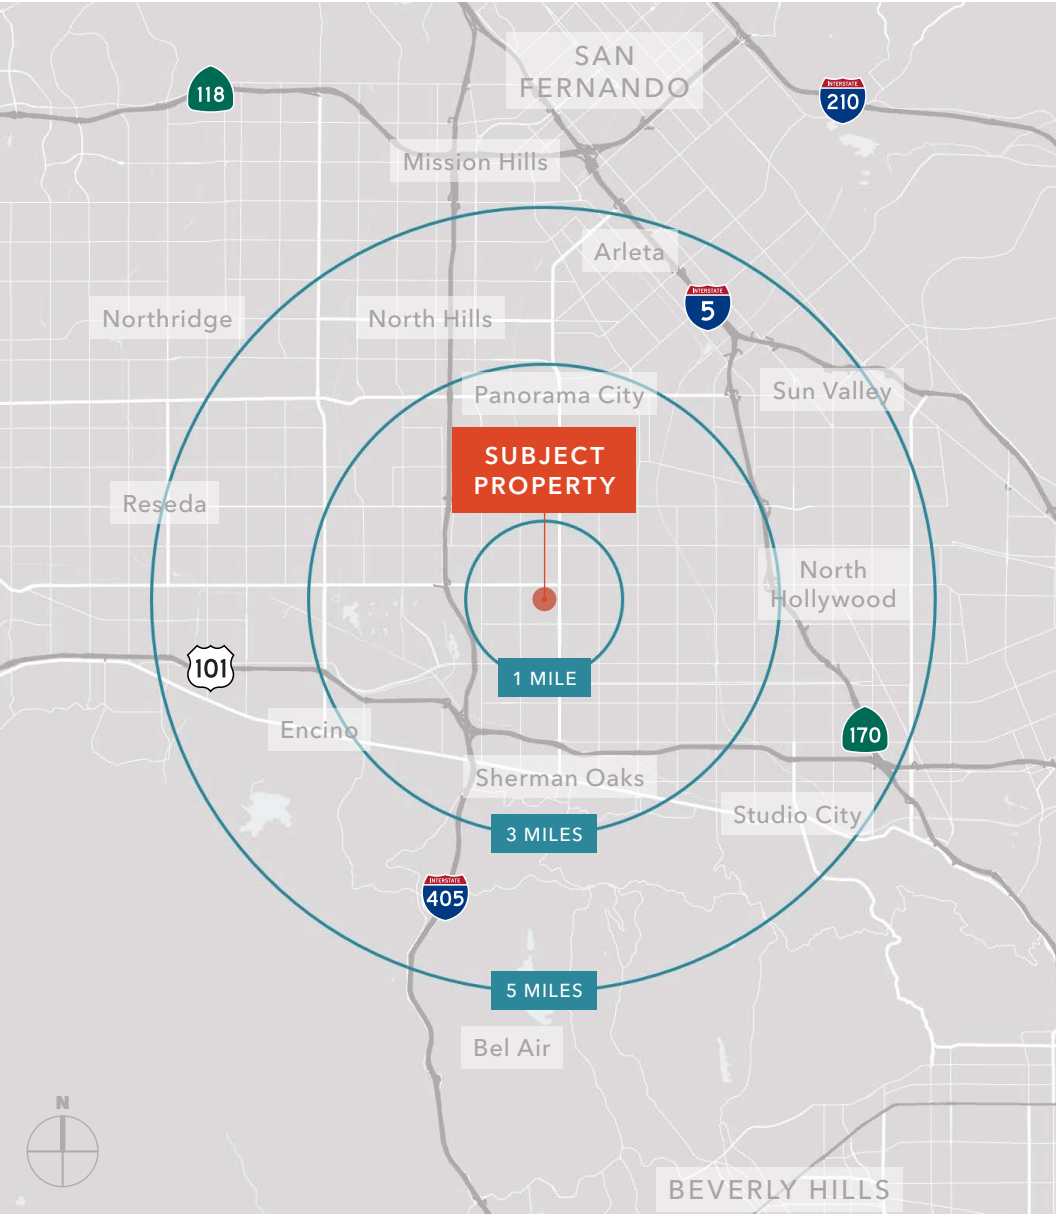 SAN
FERNANDO
118
INTERSTATE
210
Mission Hills
Arleta
INTERSTATE
5
Northridge
North Hills
Panorama City
Sun Valley
SUBJECT
PROPERTY
Reseda
North
Hollywood
101
1 MILE
Encino
170
Sherman Oaks
Studio City
3 MILES
INTERSTATE
405
5 MILES
Bel Air
N
BEVERLY HILLS